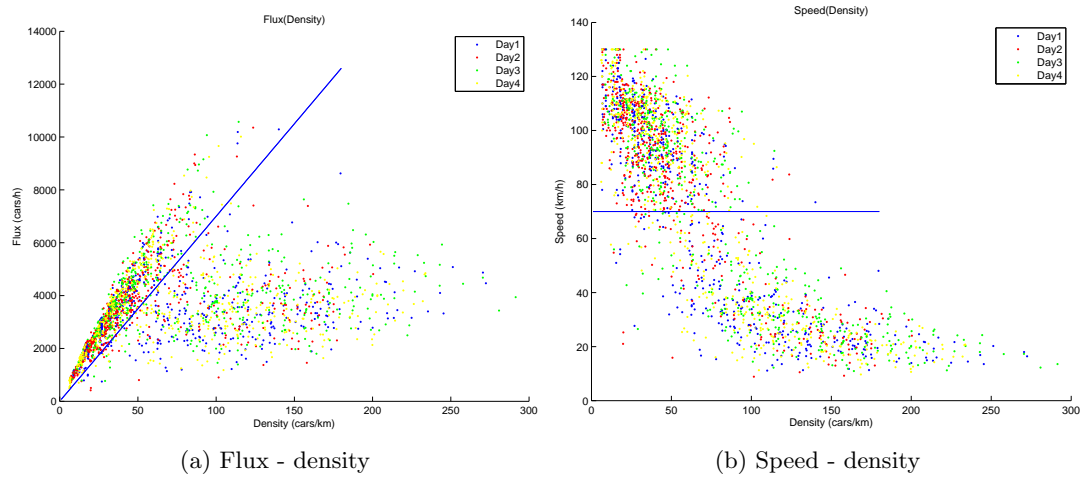 Flux(Density)
14000
12000
10000
8000
6000
4000
2000
0
Flux (cars/h)
0 50 100 150 200 250 300
Density (cars/km)
Day1
Day2
Day3
Day4
(a) Flux - density
Speed(Density)
140
120
100
80
60
40
20
0
Speed (km/h)
0 50 100 150 200 250 300
Density (cars/km)
Day1
Day2
Day3
Day4
(b) Speed - density